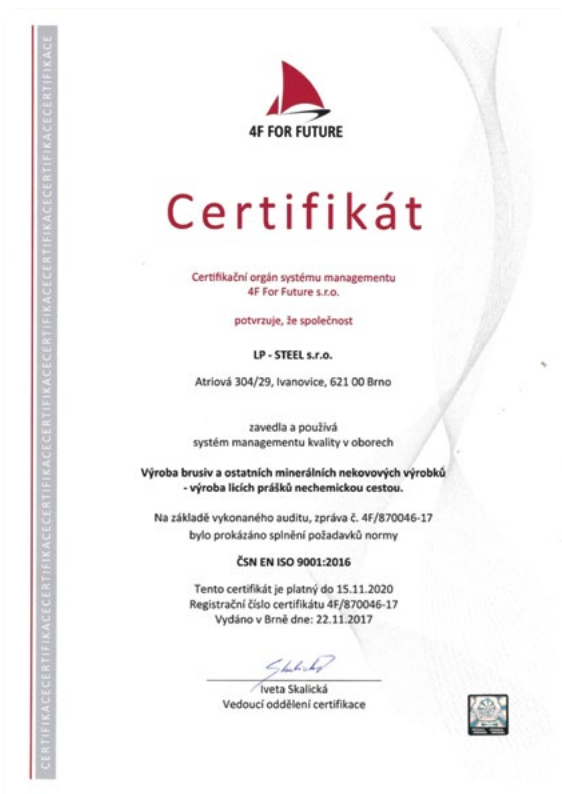 4F FOR FUTURE
Certifikát
Certifikační orgán systému managementu
4F For Future s.r.o.
potvrzuje, že společnost
LP - STEEL s.r.o.
Atriová 304/29, Ivanovice, 621 00 Brno
zavedla a používá
systém managementu kvality v oborech
Výroba brusiv a ostatních minerálních nekovových výrobků
- výroba licích prášků nechemickou cestou.
Na základě vykonaného auditu, zpráva č. 4F/870046-17
bylo prokázáno splnění požadavků normy
ČSN EN ISO 9001:2016
Tento certifikát je platný do 15.11.2020
Registrační číslo certifikátu 4F/870046-17
Vydáno v Brně dne: 22.11.2017
Skalická
Iveta Skalická
Vedoucí oddělení certifikace
CERTIFIKACECERTIFIKACECERTIFIKACECERTIFIKACECERTIFIKACECERTIFIKACECERTIFIKACE